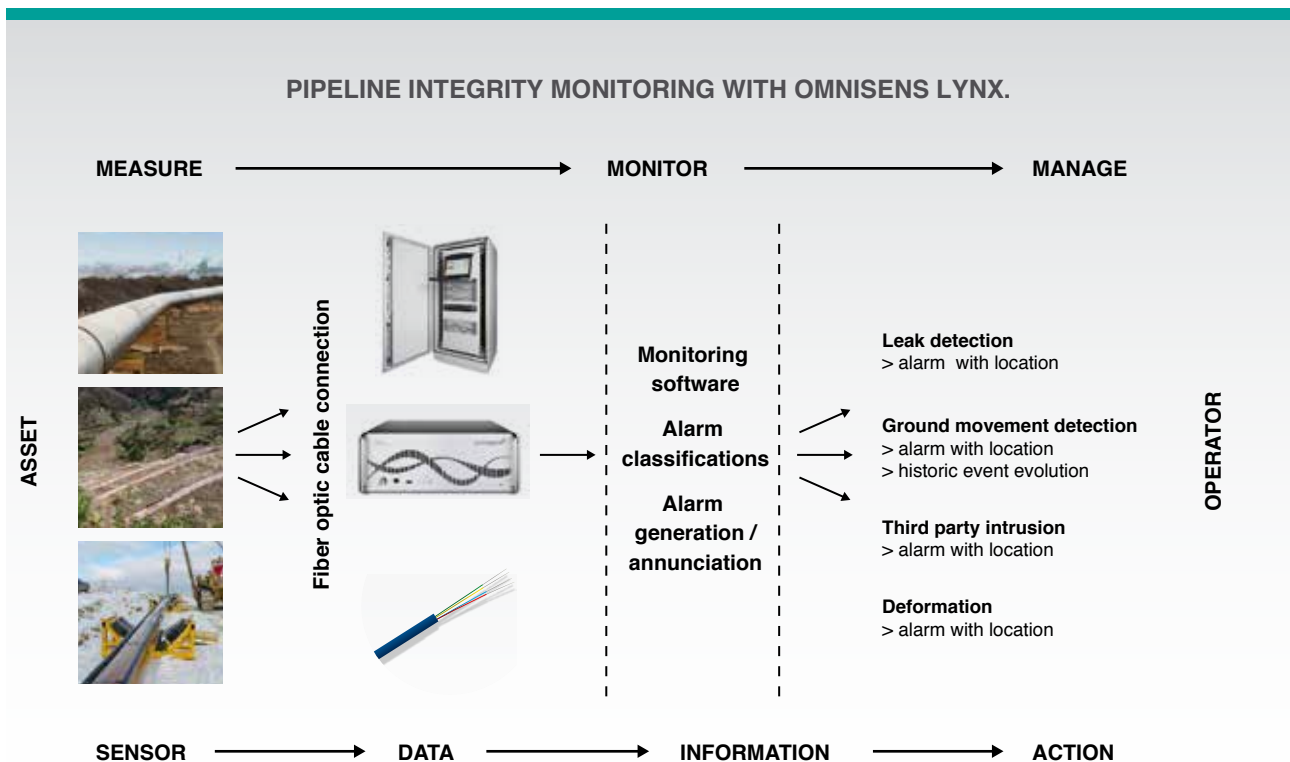 PIPELINE INTEGRITY MONITORING WITH OMNISENS LYNX.
MEASURE
MONITOR
MANAGE
ASSET
Fiber optic cable connection
Monitoring
software
Alarm
classifications
Alarm
generation /
annunciation
Leak detection
> alarm with location
Ground movement detection
> alarm with location
> historic event evolution
Third party intrusion
> alarm with location
Deformation
> alarm with location
OPERATOR
SENSOR
DATA
INFORMATION
ACTION